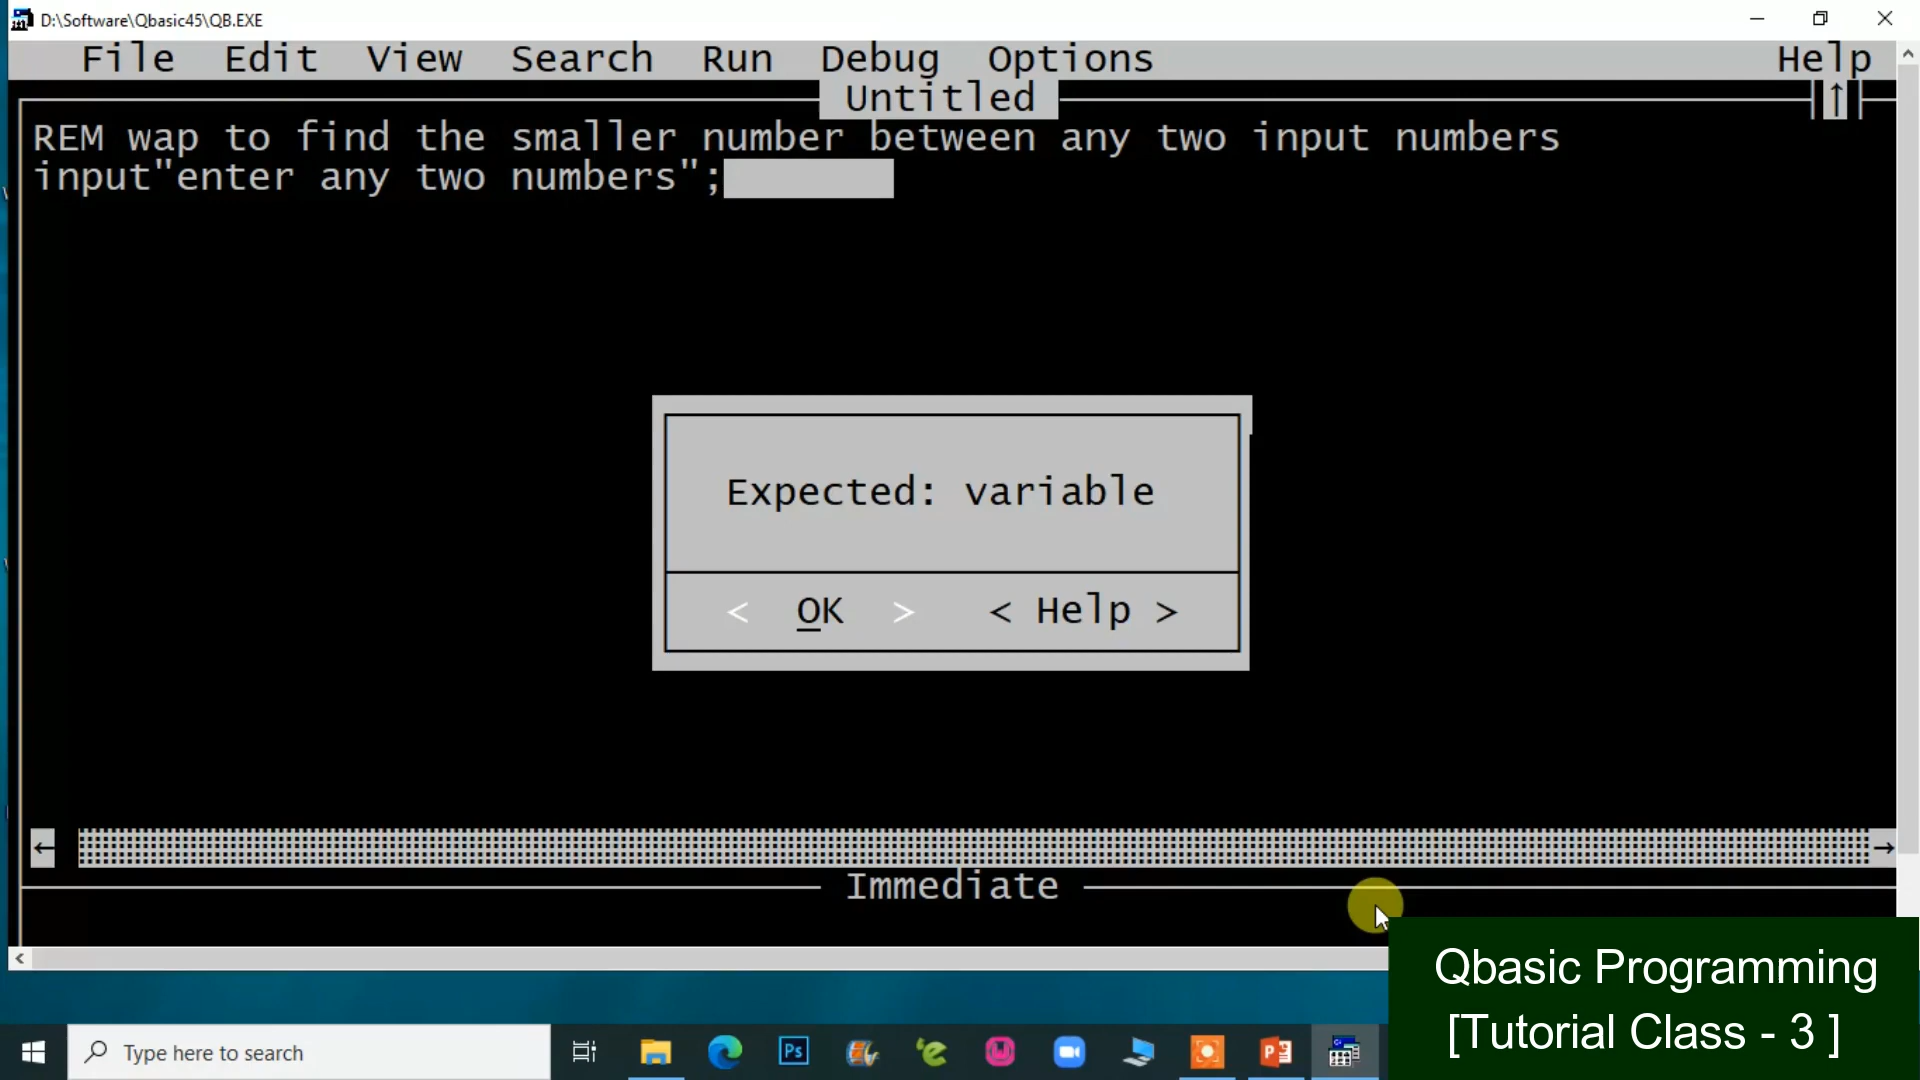 D:\Software\Qbasic45\QB.EXE
File Edit View Search Run Debug Options Help
Untitled
REM wap to find the smaller number between any two input numbers
input"enter any two numbers";
Expected: variable
< OK > < Help >
Immediate
Qbasic Programming
[Tutorial Class - 3 ]
Type here to search
Ps